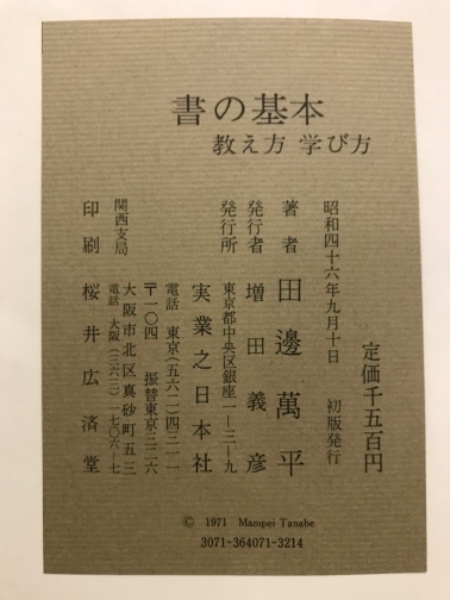 書の基本
教え方 学び方
定価千五百円
昭和四十六年九月十日 初版発行
著者 田邊萬平
発行者 増田義彦
発行所 東京都中央区銀座一ー三ー九
実業之日本社
電話 東京(五六二)四三一一
〒一〇四 振替東京三二六
関西支局 大阪市北区真砂町五三
電話 大阪(三六三)一七〇六ー七
印刷 桜井広済堂
© 1971 Mampei Tanabe
3071-364071-3214